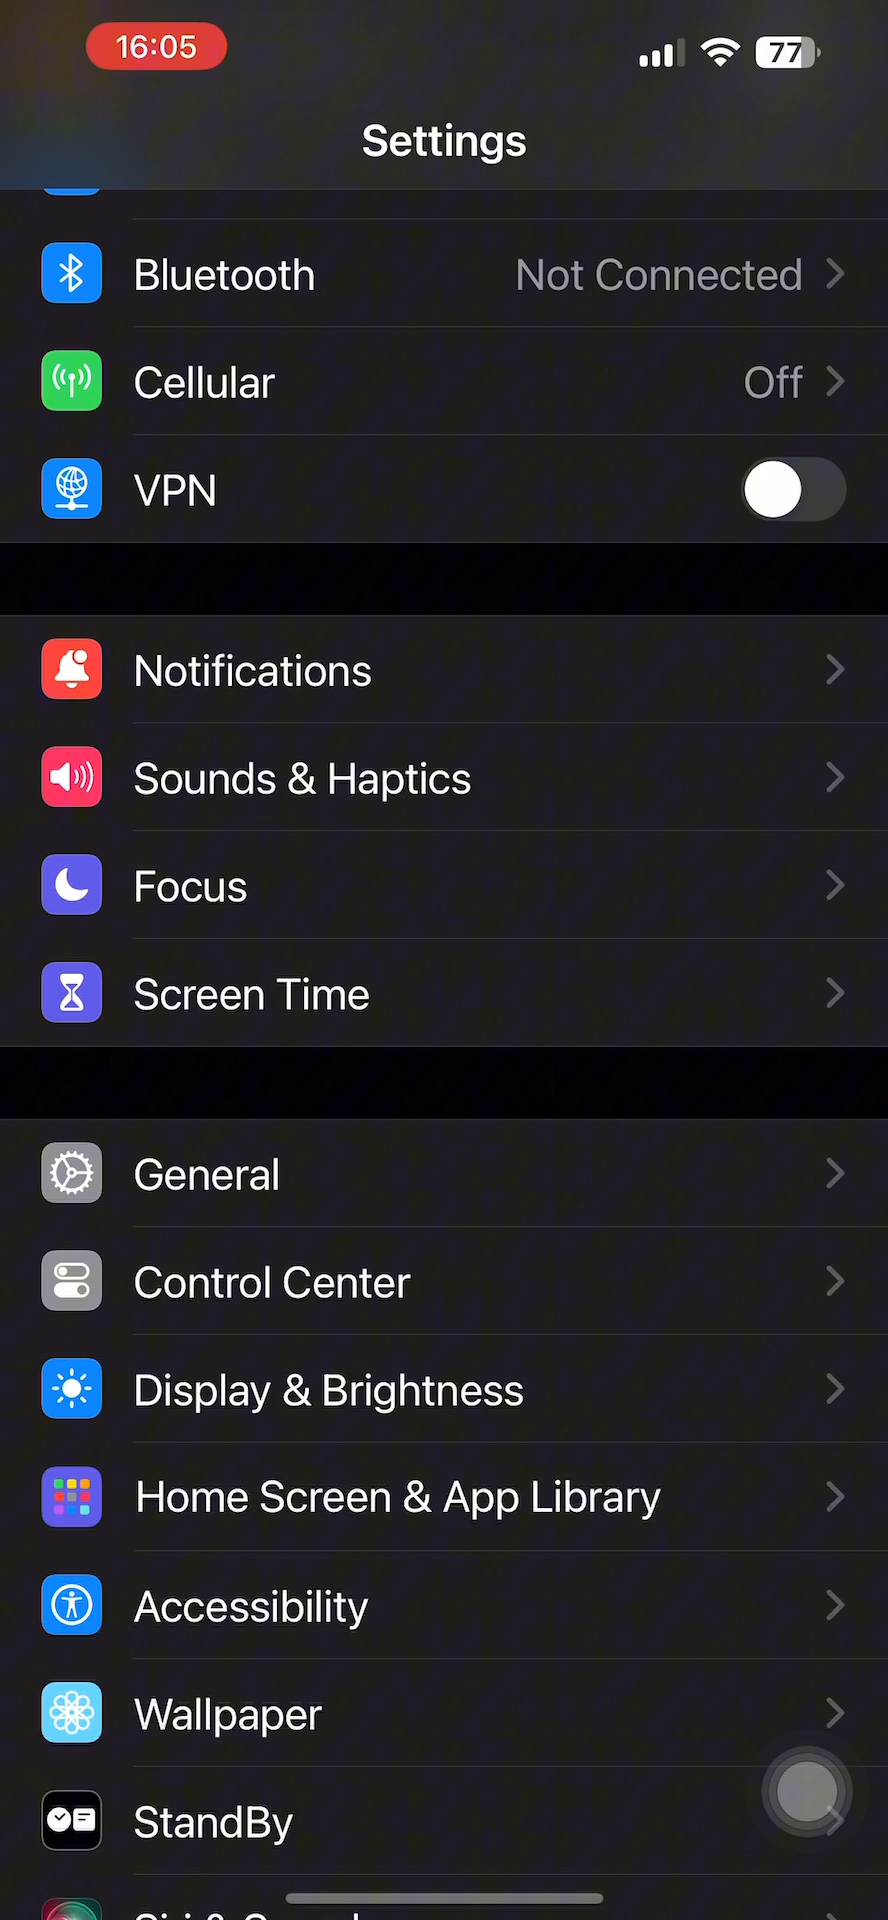 16:05
77
Settings
Bluetooth Not Connected
Cellular Off
VPN
Notifications
Sounds & Haptics
Focus
Screen Time
General
Control Center
Display & Brightness
Home Screen & App Library
Accessibility
Wallpaper
StandBy